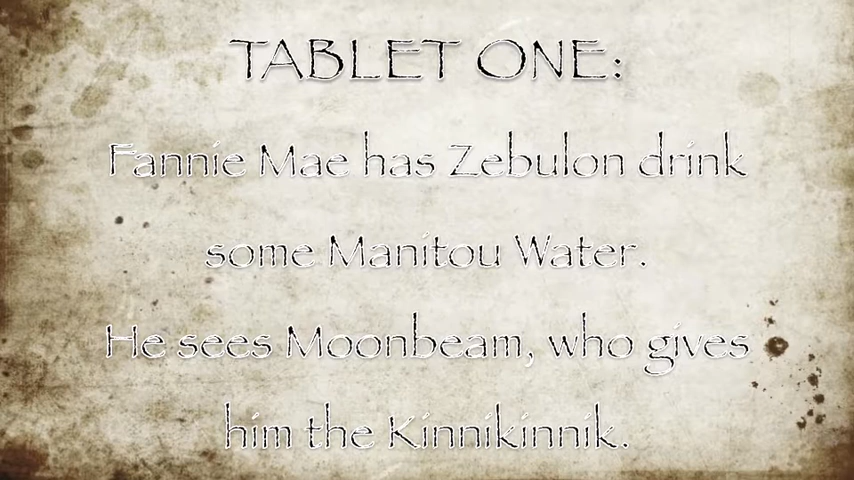 TABLET ONE:
Fannie Mae has Zebulon drink
some Manitou Water.
He sees Moonbeam, who gives
him the Kinnikinnik.